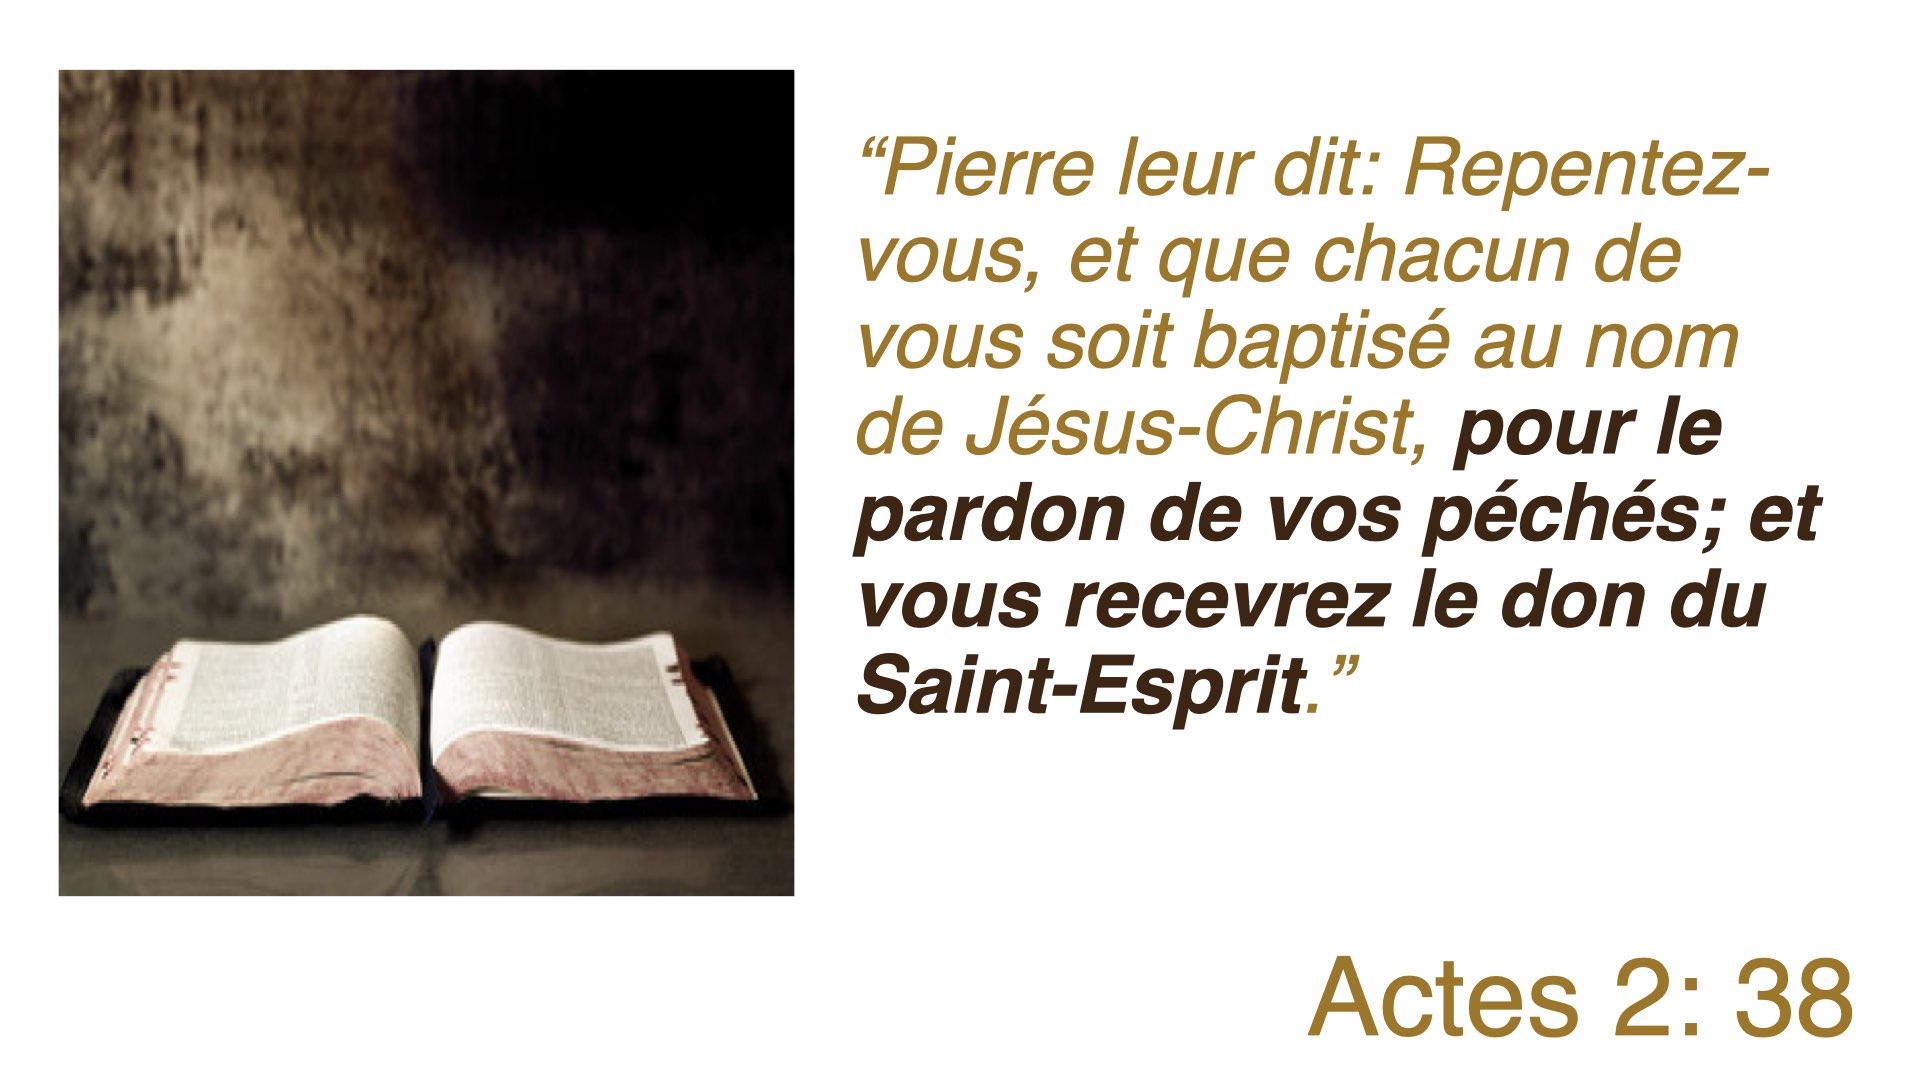 “Pierre leur dit: Repentez-
vous, et que chacun de
vous soit baptisé au nom
de Jésus-Christ, pour le
pardon de vos péchés; et
vous recevrez le don du
Saint-Esprit.”
Actes 2: 38